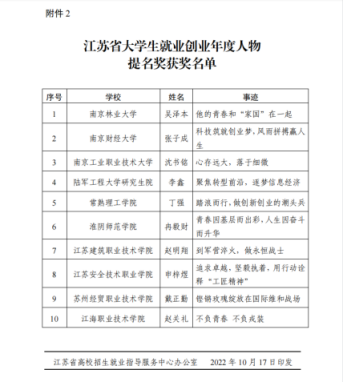 附件 2
江苏省大学生就业创业年度人物
提名奖获奖名单
序号 学校 姓名 事迹
1 南京林业大学 吴泽本 他的青春和“家国”在一起
2 南京财经大学 张子成 科技筑就创业梦,风雨拼搏赢人
生
3 南京工业职业技术大学 沈书铭 心存远大,落于细微
4 陆军工程大学研究生院 李鑫 聚焦转型前沿、逐梦信息经济
5 常熟理工学院 丁强 踏浪而行,做创新创业的潮头兵
6 淮阴师范学院 冉毅财 青春因基层而出彩,人生因奋斗
而升华
7 江苏建筑职业技术学院 赵明翔 到军营淬火,做永恒战士
8 江苏安全技术职业学院 申梓煜 追求卓越,坚毅执着,用行动诠
释“工匠精神”
9 苏州经贸职业技术学院 戴正勤 铿锵玫瑰绽放在国际维和战场
10 江海职业技术学院 赵关礼 不负青春 不负戎装
江苏省高校招生就业指导服务中心办公室 2022 年 10 月 17 日印发